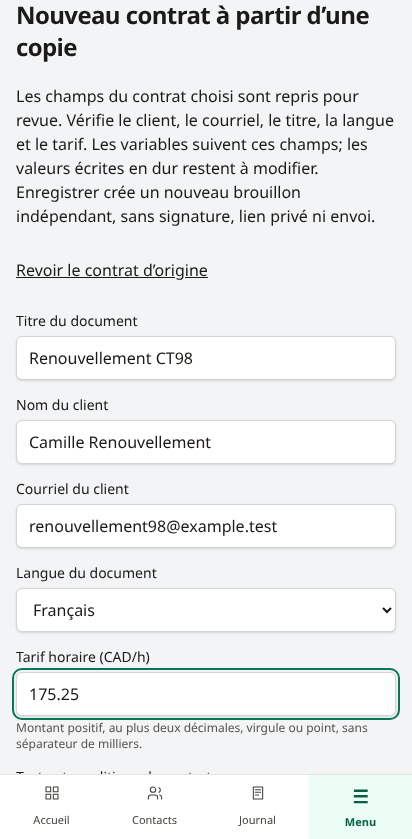 Nouveau contrat à partir d’une
copie
Les champs du contrat choisi sont repris pour
revue. Vérifie le client, le courriel, le titre, la langue
et le tarif. Les variables suivent ces champs; les
valeurs écrites en dur restent à modifier.
Enregistrer crée un nouveau brouillon
indépendant, sans signature, lien privé ni envoi.
Revoir le contrat d’origine
Titre du document
Renouvellement CT98
Nom du client
Camille Renouvellement
Courriel du client
renouvellement98@example.test
Langue du document
Français
Tarif horaire (CAD/h)
175.25
Montant positif, au plus deux décimales, virgule ou point, sans
séparateur de milliers.
Accueil
Contacts
Journal
Menu